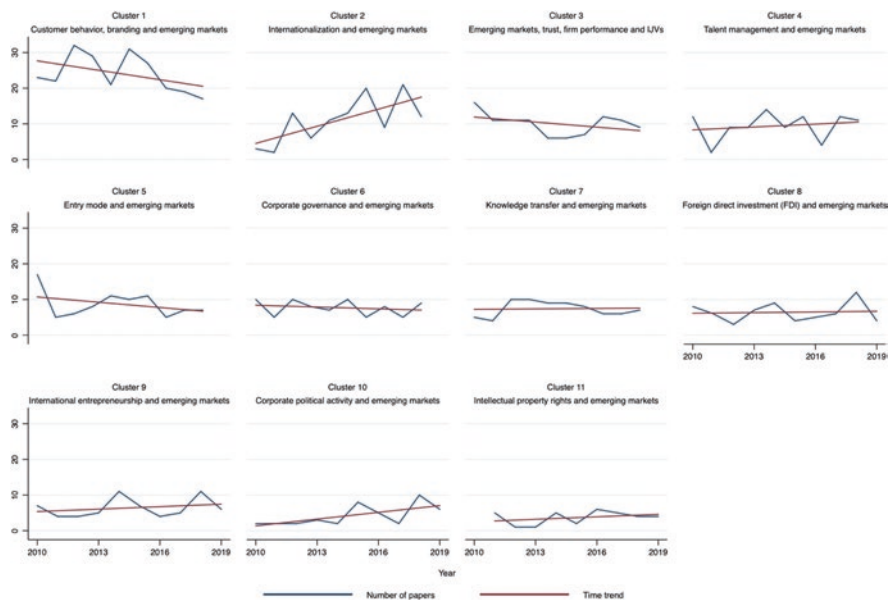 Cluster 1
Customer behavior, branding and emerging markets
Cluster 2
Internationalization and emerging markets
Cluster 3
Emerging markets, trust, firm performance and IJVs
Cluster 4
Talent management and emerging markets
30
20
10
0
Cluster 5
Entry mode and emerging markets
Cluster 6
Corporate governance and emerging markets
Cluster 7
Knowledge transfer and emerging markets
Cluster 8
Foreign direct investment (FDI) and emerging markets
30
20
10
0
2010 2013 2016 2019
Cluster 9
International entrepreneurship and emerging markets
Cluster 10
Corporate political activity and emerging markets
Cluster 11
Intellectual property rights and emerging markets
30
20
10
0
2010 2013 2016 2019
2010 2013 2016 2019
2010 2013 2016 2019
Year
Number of papers
Time trend